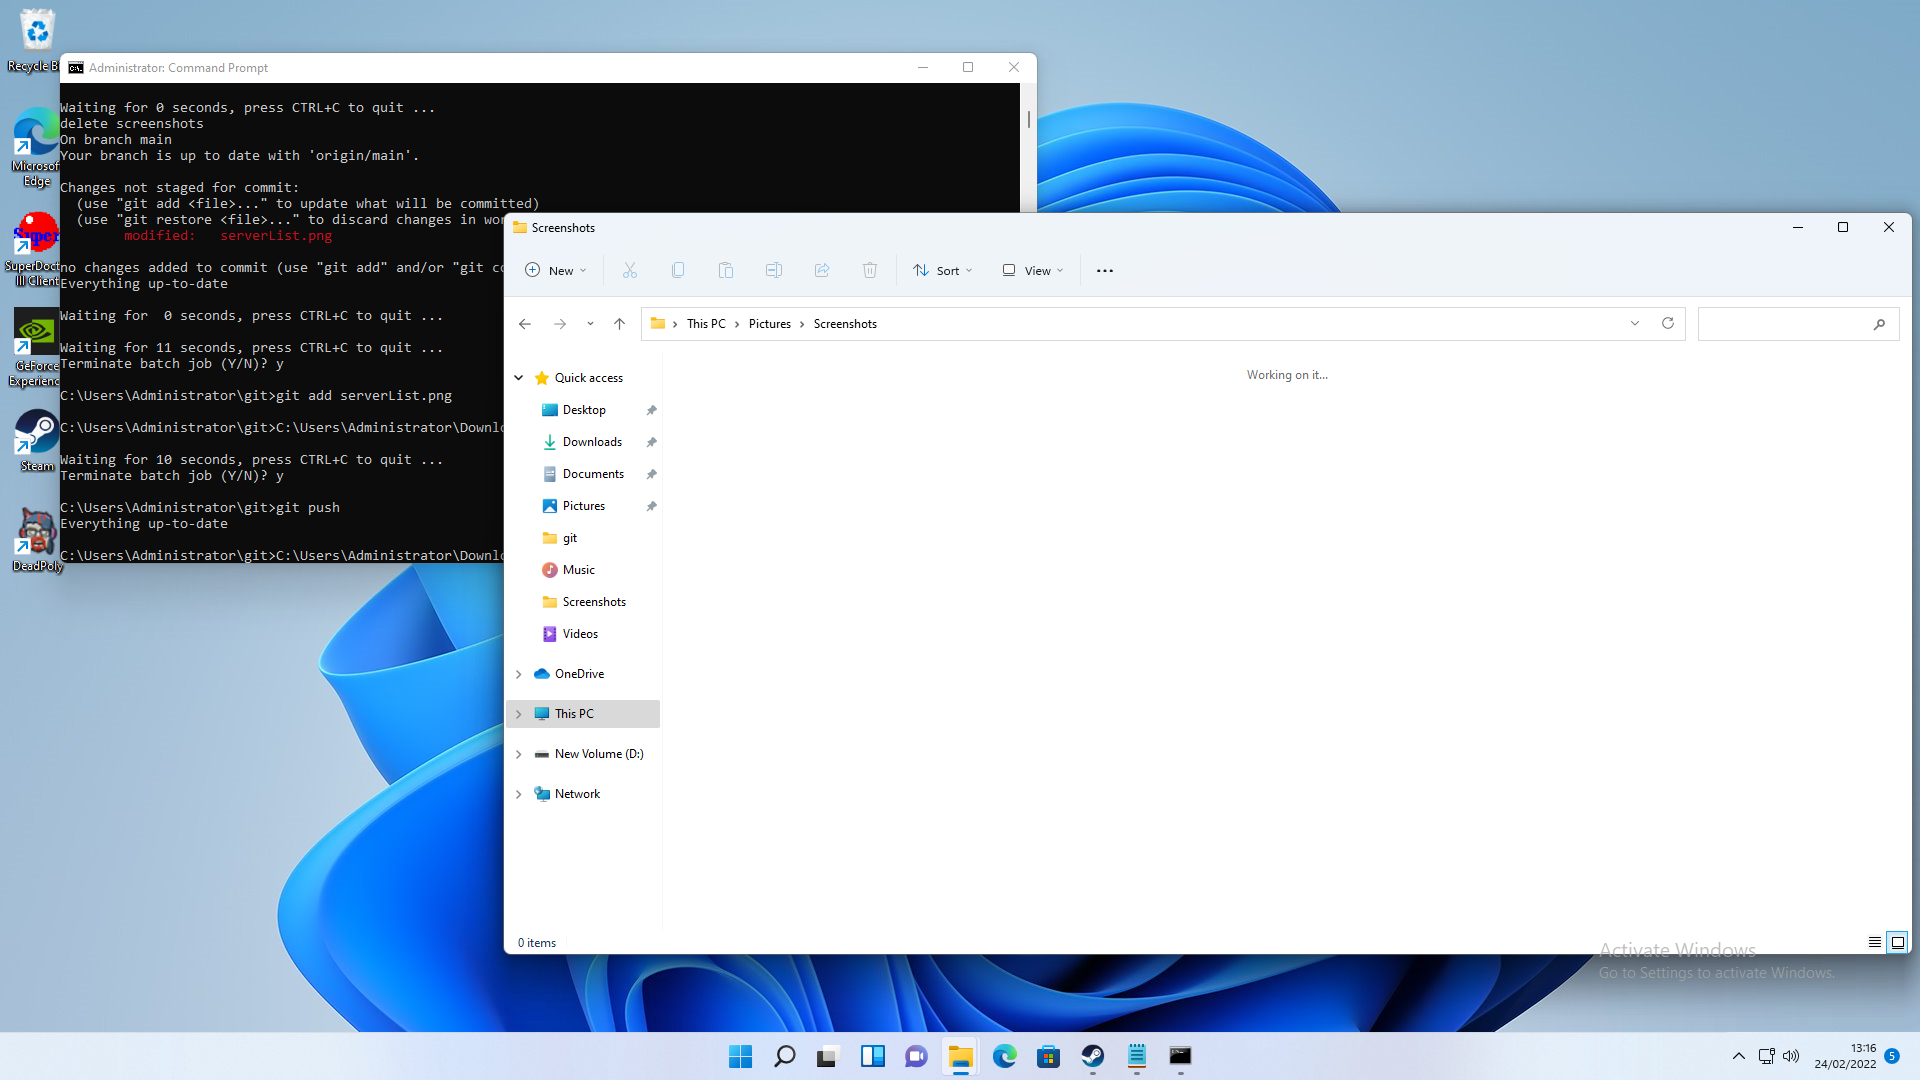 Recycle Bi
Microsof
Edge
Super
SuperDoct
III Client
GeForce
Experienc
Steam
DeadPoly
Administrator: Command Prompt
Waiting for 0 seconds, press CTRL+C to quit ...
delete screenshots
On branch main
Your branch is up to date with 'origin/main'.
Changes not staged for commit:
(use "git add <file>..." to update what will be committed)
(use "git restore <file>..." to discard changes in wor
modified:   serverList.png
no changes added to commit (use "git add" and/or "git co
Everything up-to-date
Waiting for  0 seconds, press CTRL+C to quit ...
Waiting for 11 seconds, press CTRL+C to quit ...
Terminate batch job (Y/N)? y
C:\Users\Administrator\git>git add serverList.png
C:\Users\Administrator\git>C:\Users\Administrator\Downlo
Waiting for 10 seconds, press CTRL+C to quit ...
Terminate batch job (Y/N)? y
C:\Users\Administrator\git>git push
Everything up-to-date
C:\Users\Administrator\git>C:\Users\Administrator\Downlo
Screenshots
New
Sort
View
This PC
Pictures
Screenshots
Working on it...
Quick access
Desktop
Downloads
Documents
Pictures
git
Music
Screenshots
Videos
OneDrive
This PC
New Volume (D:)
Network
0 items
Activate Windows
Go to Settings to activate Windows.
13:16
24/02/2022
5